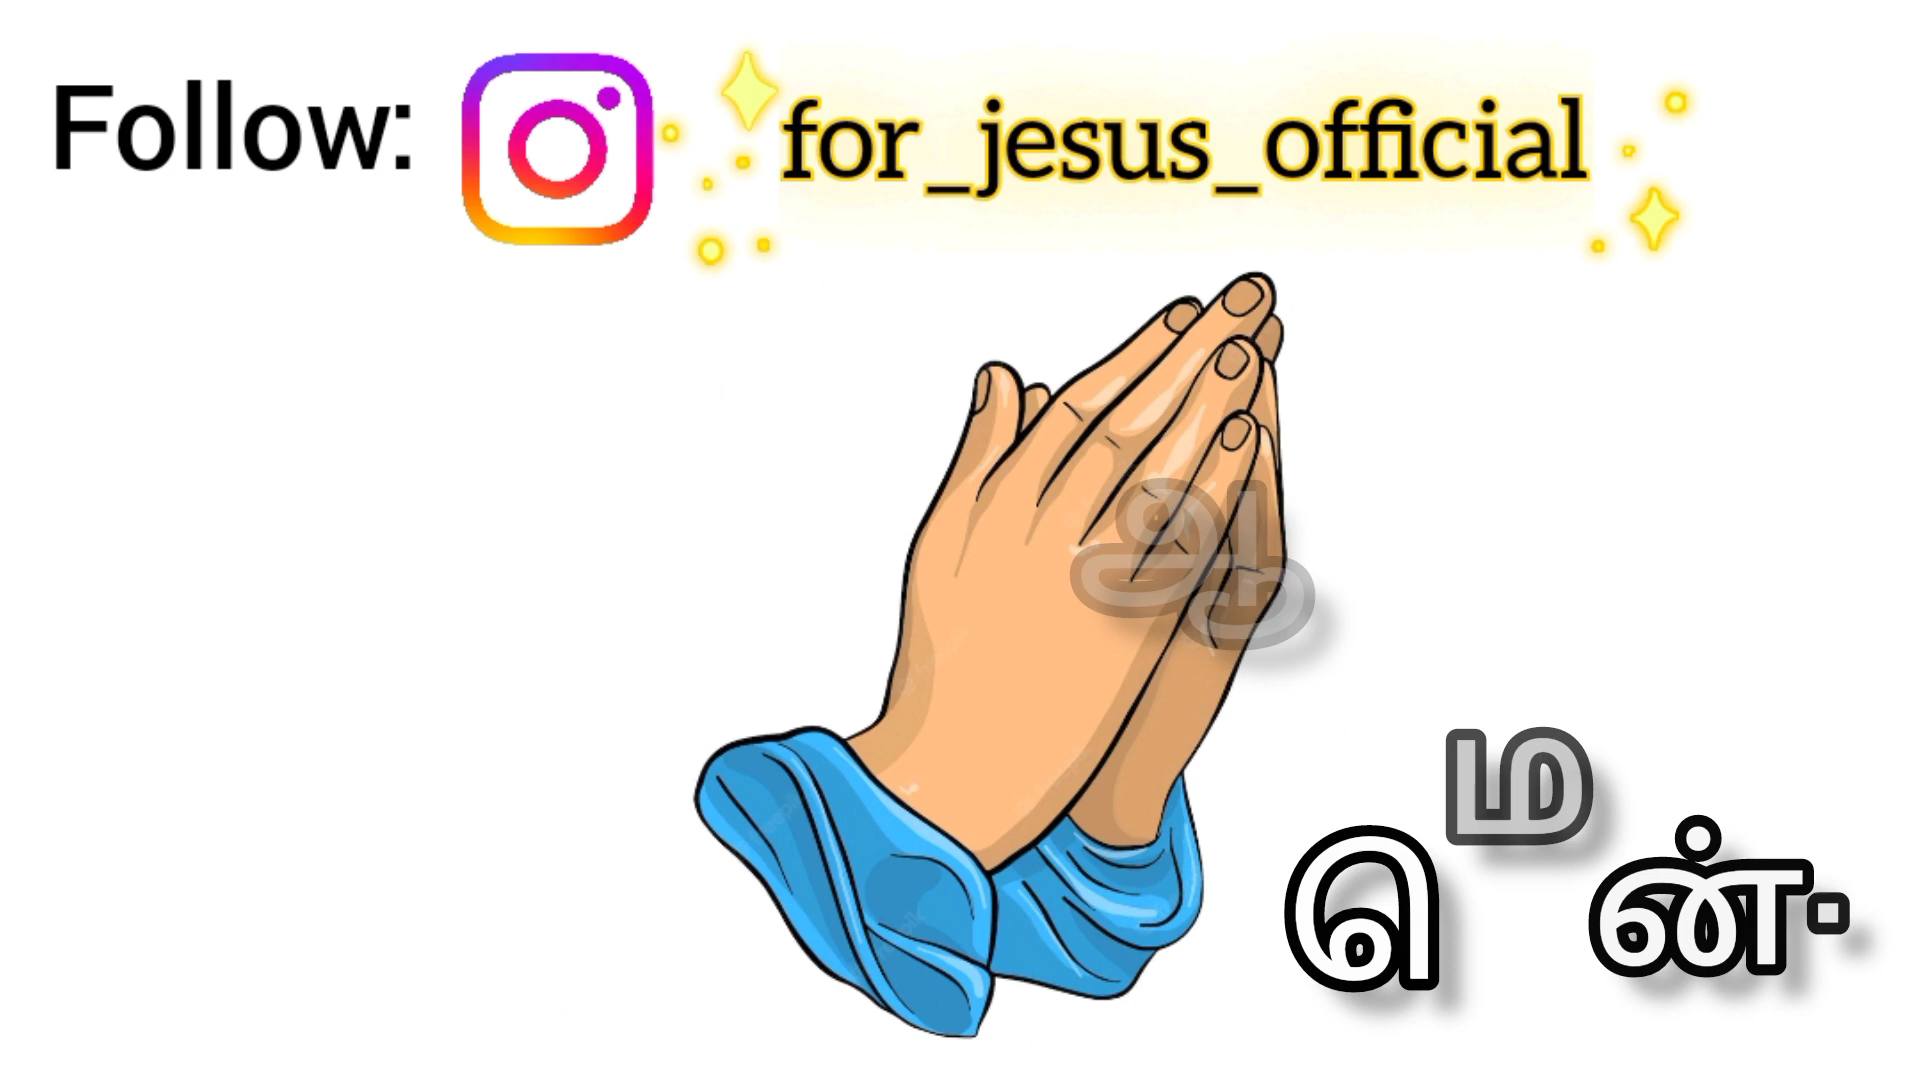 Follow: for_jesus_official
ஆ
மென்.